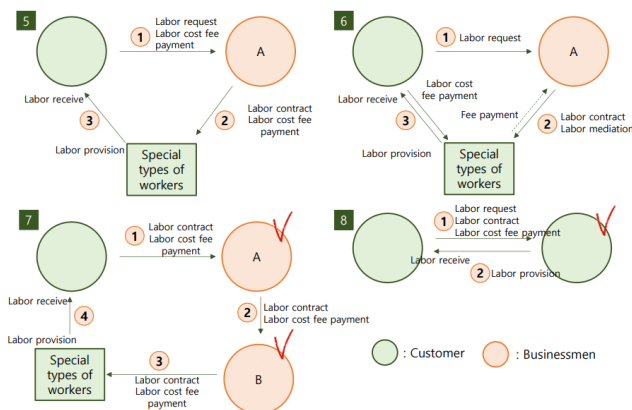 5
1
Labor request
Labor cost fee
payment
A
Labor receive
3
2
Labor contract
Labor cost fee
payment
Labor provision
Special
types of
workers
6
1
Labor request
A
Labor cost
fee payment
Labor receive
Fee payment
3
2
Labor contract
Labor mediation
Labor provision
Special
types of
workers
7
1
Labor contract
Labor cost fee
payment
A
2
Labor contract
Labor cost fee payment
Labor receive
4
Labor provision
Special
types of
workers
3
Labor contract
Labor cost fee
payment
B
8
1
Labor request
Labor contract
Labor cost fee payment
Labor receive
2
Labor provision
: Customer
: Businessmen